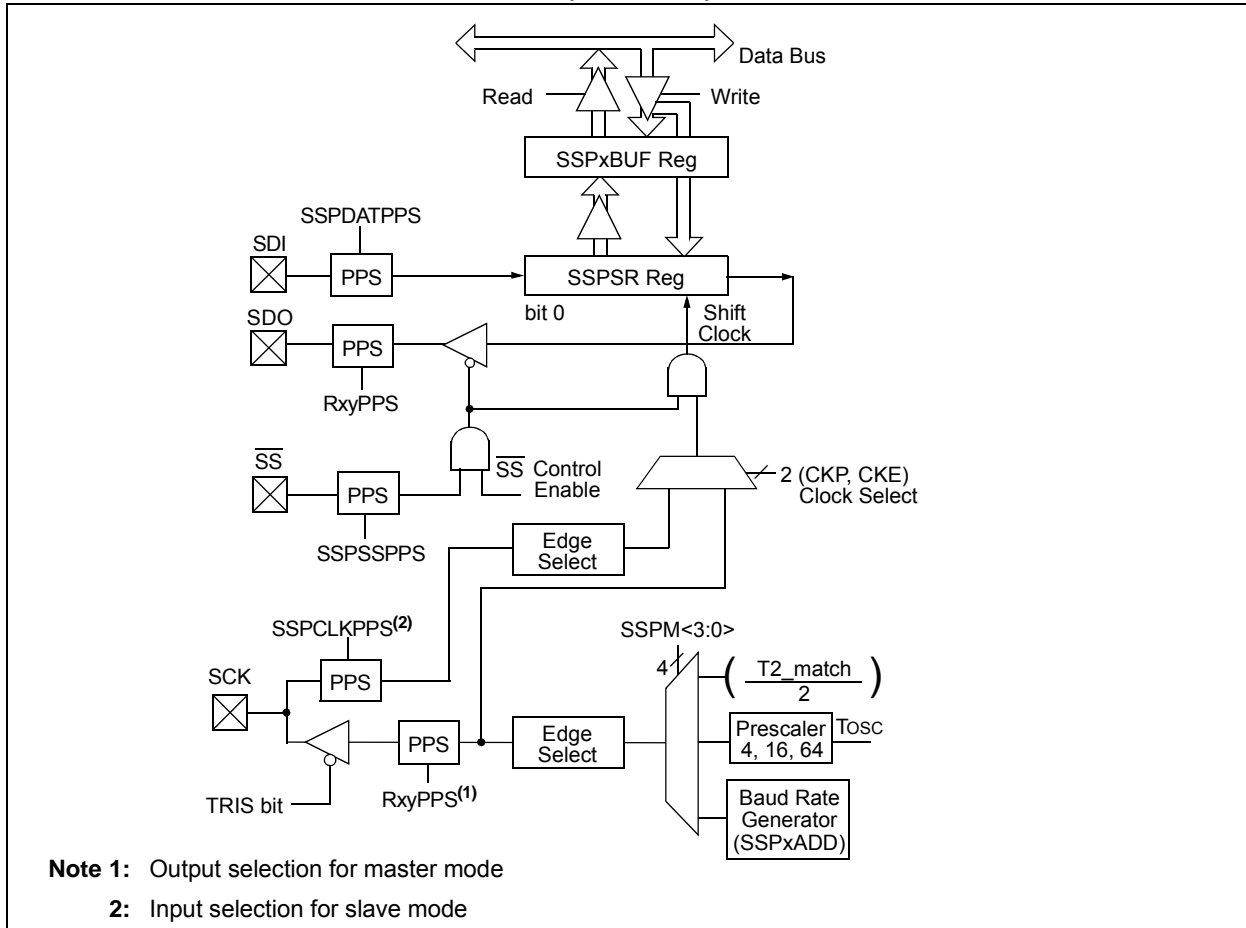 Data Bus
Read
Write
SSPxBUF Reg
SSPDATPPS
SDI
PPS
SSPSR Reg
bit 0
Shift
Clock
SDO
PPS
RxyPPS
SS
PPS
SS Control
Enable
2 (CKP, CKE)
Clock Select
SSPSSPPS
Edge
Select
SSPCLKPPS(2)
SSPM<3:0>
4
PPS
SCK
( T2_match
2 )
Prescaler
4, 16, 64
TOSC
PPS
Edge
Select
TRIS bit
RxyPPS(1)
Baud Rate
Generator
(SSPxADD)
Note 1: Output selection for master mode
2: Input selection for slave mode